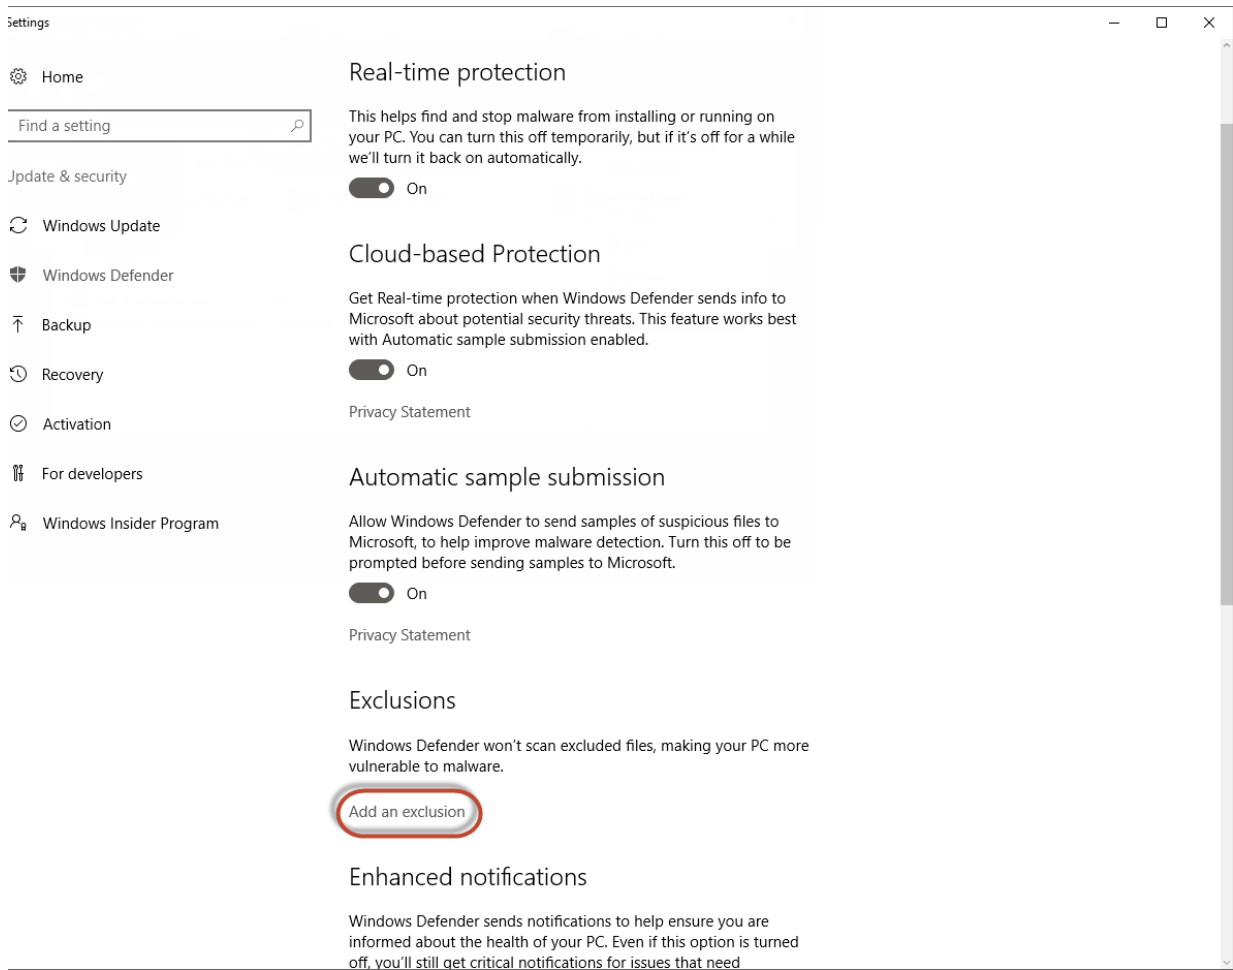 Settings
Home
Find a setting
Update & security
Windows Update
Windows Defender
Backup
Recovery
Activation
For developers
Windows Insider Program
Real-time protection
This helps find and stop malware from installing or running on
your PC. You can turn this off temporarily, but if it's off for a while
we'll turn it back on automatically.
On
Cloud-based Protection
Get Real-time protection when Windows Defender sends info to
Microsoft about potential security threats. This feature works best
with Automatic sample submission enabled.
On
Privacy Statement
Automatic sample submission
Allow Windows Defender to send samples of suspicious files to
Microsoft, to help improve malware detection. Turn this off to be
prompted before sending samples to Microsoft.
On
Privacy Statement
Exclusions
Windows Defender won't scan excluded files, making your PC more
vulnerable to malware.
Add an exclusion
Enhanced notifications
Windows Defender sends notifications to help ensure you are
informed about the health of your PC. Even if this option is turned
off, you'll still get critical notifications for issues that need